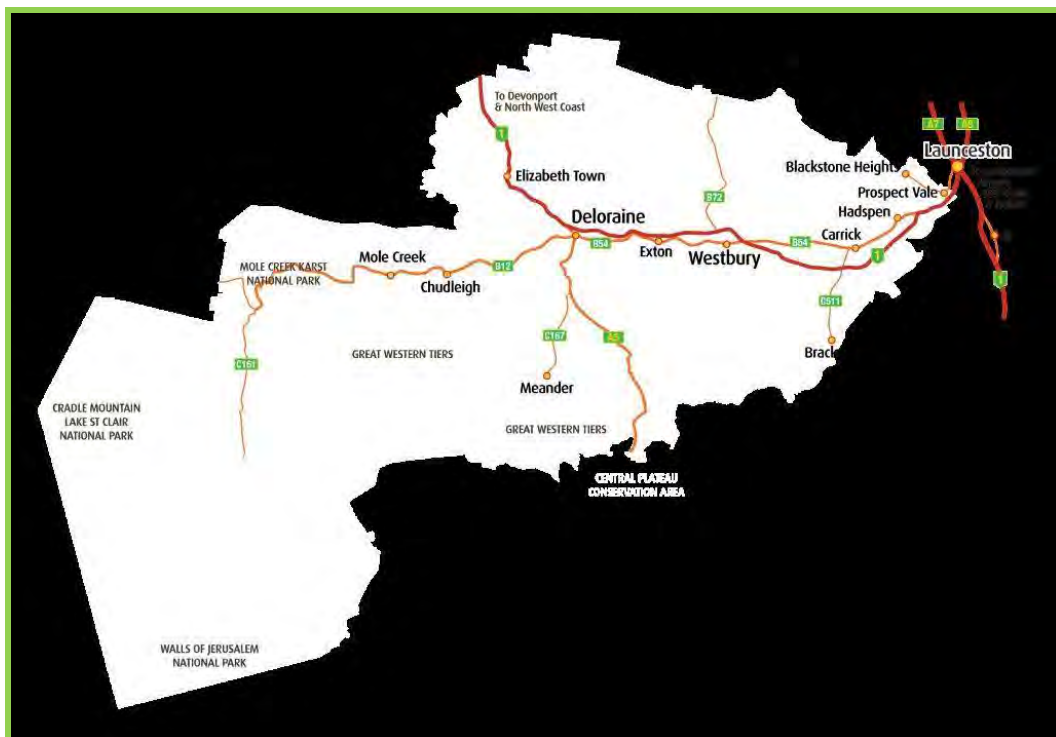 To Devonport
& North West Coast
A7
A8
1
Launceston
Elizabeth Town
Blackstone Heights
Prospect Vale
B72
Hadspen
Deloraine
Carrick
B54
B54
Exton
Westbury
1
Mole Creek
MOLE CREEK KARST
NATIONAL PARK
B12
Chudleigh
1
C511
C167
A5
GREAT WESTERN TIERS
Brack
C161
Meander
CRADLE MOUNTAIN
LAKE ST CLAIR
NATIONAL PARK
GREAT WESTERN TIERS
CENTRAL PLATEAU
CONSERVATION AREA
WALLS OF JERUSALEM
NATIONAL PARK